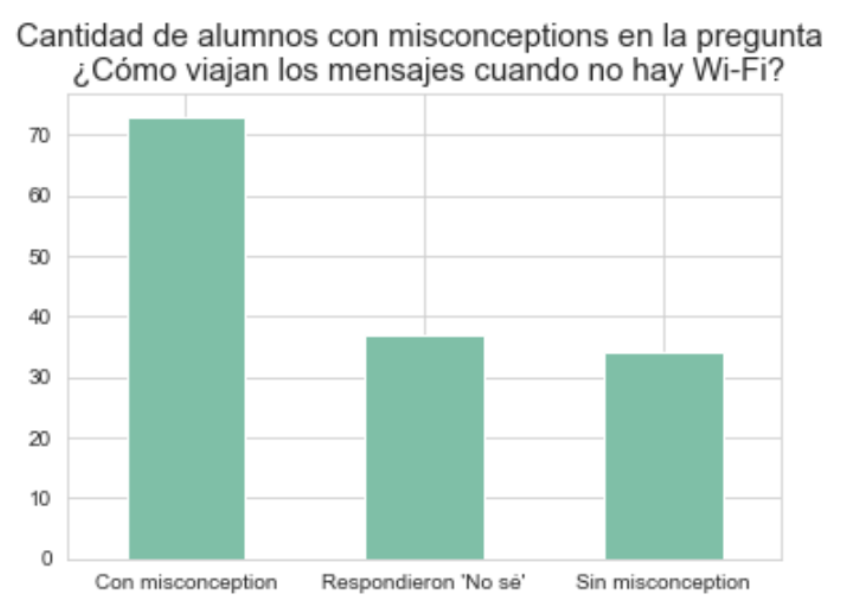 Cantidad de alumnos con misconceptions en la pregunta
¿Cómo viajan los mensajes cuando no hay Wi-Fi?
70
60
50
40
30
20
10
0
Con misconception
Respondieron 'No sé'
Sin misconception